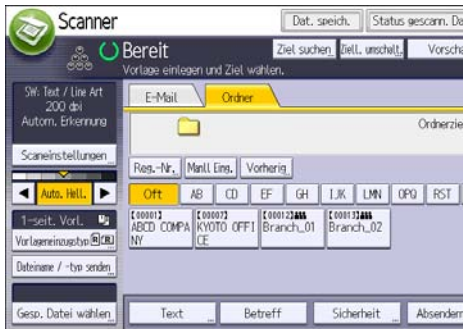 Scanner
Dat. speich.
Status gescann. Da
Bereit
Ziel suchen
Ziell. umschalt.
Vorscha
Vorlage einlegen und Ziel wählen.
SW: Text / Line Art
200 dpi
Autom. Erkennung
E-Mail
Ordner
Ordnerzie
Scaneinstellungen
Reg.-Nr.
Manll Eing.
Vorherig.
Auto. Hell.
Oft
AB
CD
EF
GH
IJK
LMN
OPQ
RST
1-seit. Vorl.
Vorlageneinzugstyp
[00001]
ABCD COMPA
NY
[00007]
KYOTO OFFI
CE
[00012]
Branch_01
[00013]
Branch_02
Dateiname / -typ senden
Gesp. Datei wählen
Text
Betreff
Sicherheit
Absendern